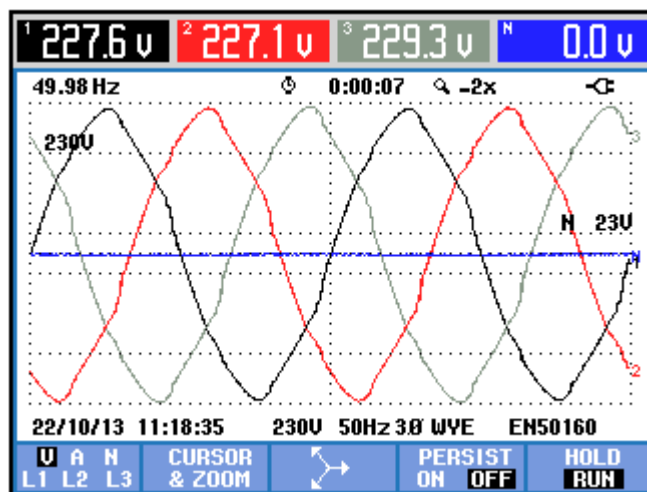 1 227.6 V 2 227.1 V 3 229.3 V N 0.0 V
49.98 Hz 0:00:07 -2x
230V
3
N 23V
N
2
22/10/13 11:18:35 230V 50Hz 3Ø WYE EN50160
V A N CURSOR PERSIST HOLD
L1 L2 L3 & ZOOM ON OFF RUN